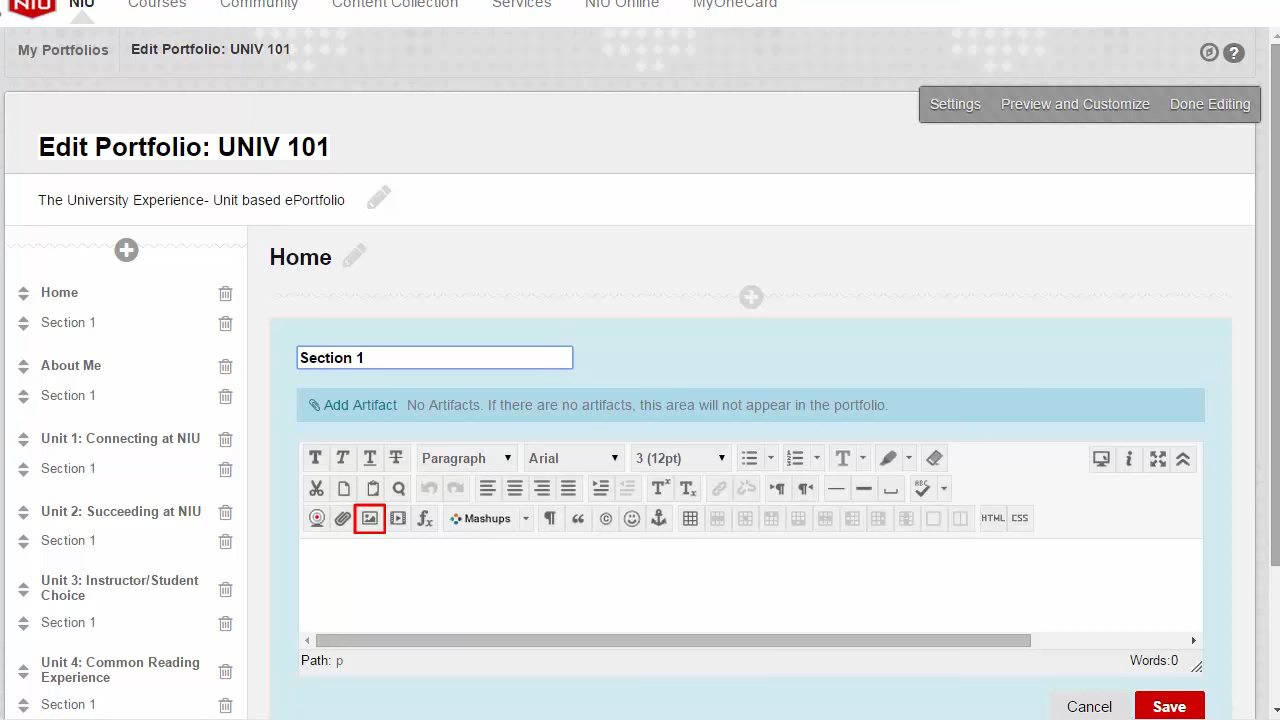 NIU
NIU Courses Community Content Collection Services NIU Online MyOneCard
My Portfolios Edit Portfolio: UNIV 101
?
Settings Preview and Customize Done Editing
Edit Portfolio: UNIV 101
The University Experience- Unit based ePortfolio
Home
Section 1
About Me
Section 1
Unit 1: Connecting at NIU
Section 1
Unit 2: Succeeding at NIU
Section 1
Unit 3: Instructor/Student
Choice
Section 1
Unit 4: Common Reading
Experience
Section 1
Home
Section 1
Add Artifact No Artifacts. If there are no artifacts, this area will not appear in the portfolio.
T T T T Paragraph Arial 3 (12pt) T
Tx Tx ABC
fx Mashups HTML CSS
Path: p Words:0
Cancel Save